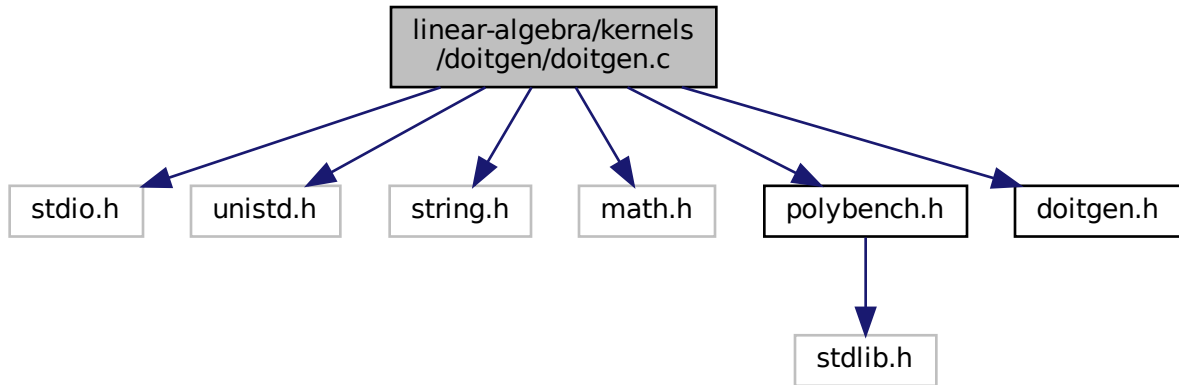 linear-algebra/kernels
/doitgen/doitgen.c
stdio.h
unistd.h
string.h
math.h
polybench.h
doitgen.h
stdlib.h